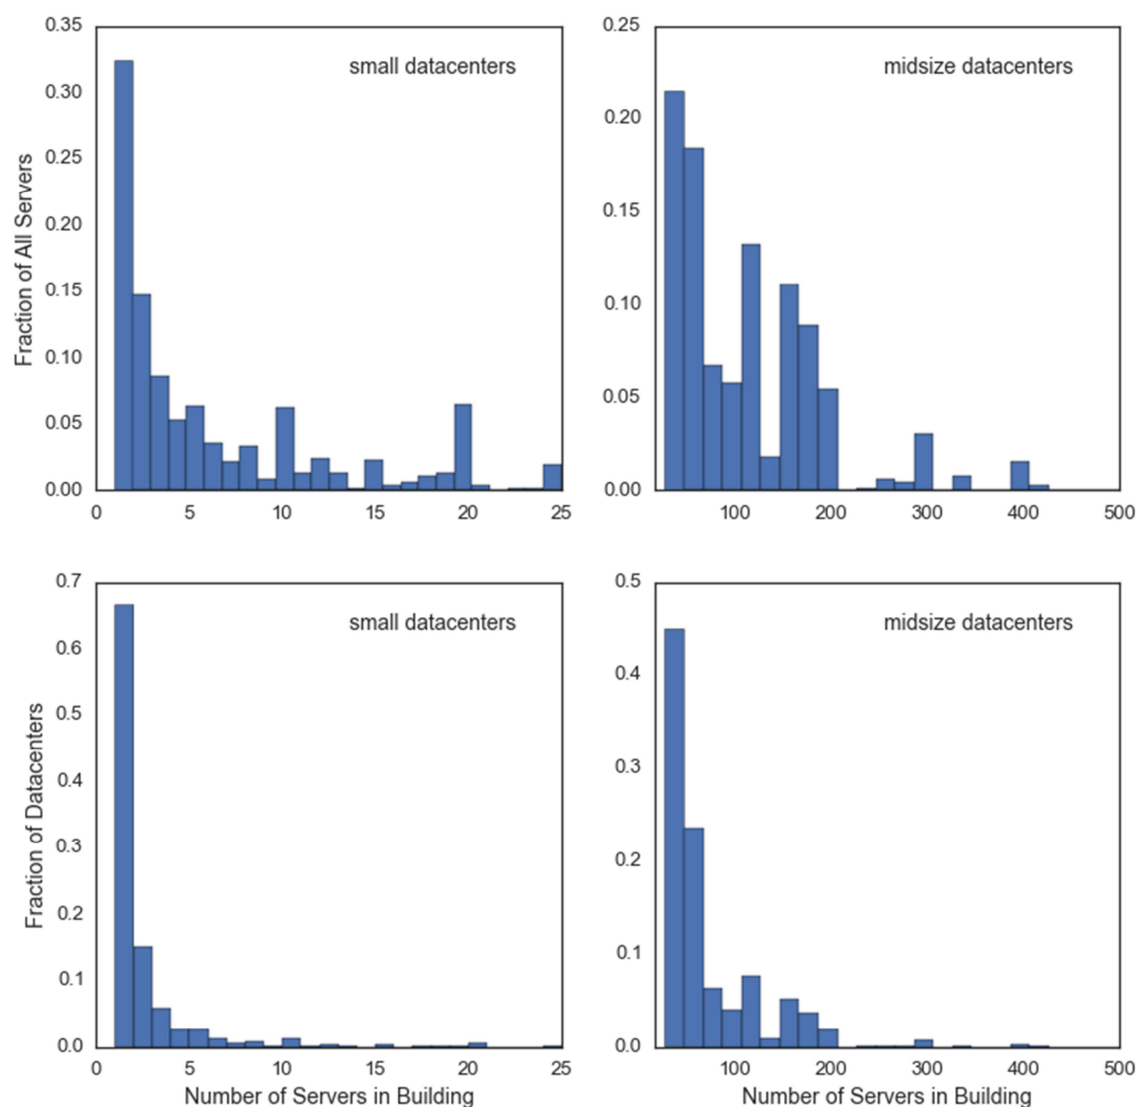 0.35
0.30
0.25
0.20
0.15
0.10
0.05
0.00
Fraction of All Servers
small datacenters
0 5 10 15 20 25
0.25
0.20
0.15
0.10
0.05
0.00
midsize datacenters
100 200 300 400 500
0.7
0.6
0.5
0.4
0.3
0.2
0.1
0.0
Fraction of Datacenters
small datacenters
0 5 10 15 20 25
Number of Servers in Building
0.5
0.4
0.3
0.2
0.1
0.0
midsize datacenters
100 200 300 400 500
Number of Servers in Building